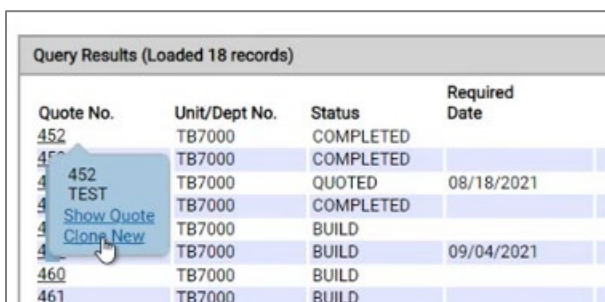 Query Results (Loaded 18 records)
Required
Quote No. Unit/Dept No. Status Date
452 TB7000 COMPLETED
TB7000 COMPLETED
452
TB7000 QUOTED 08/18/2021
TEST
TB7000 COMPLETED
Show Quote
TB7000 BUILD
Clone New
TB7000 BUILD 09/04/2021
460 TB7000 BUILD
461 TB7000 BUILD